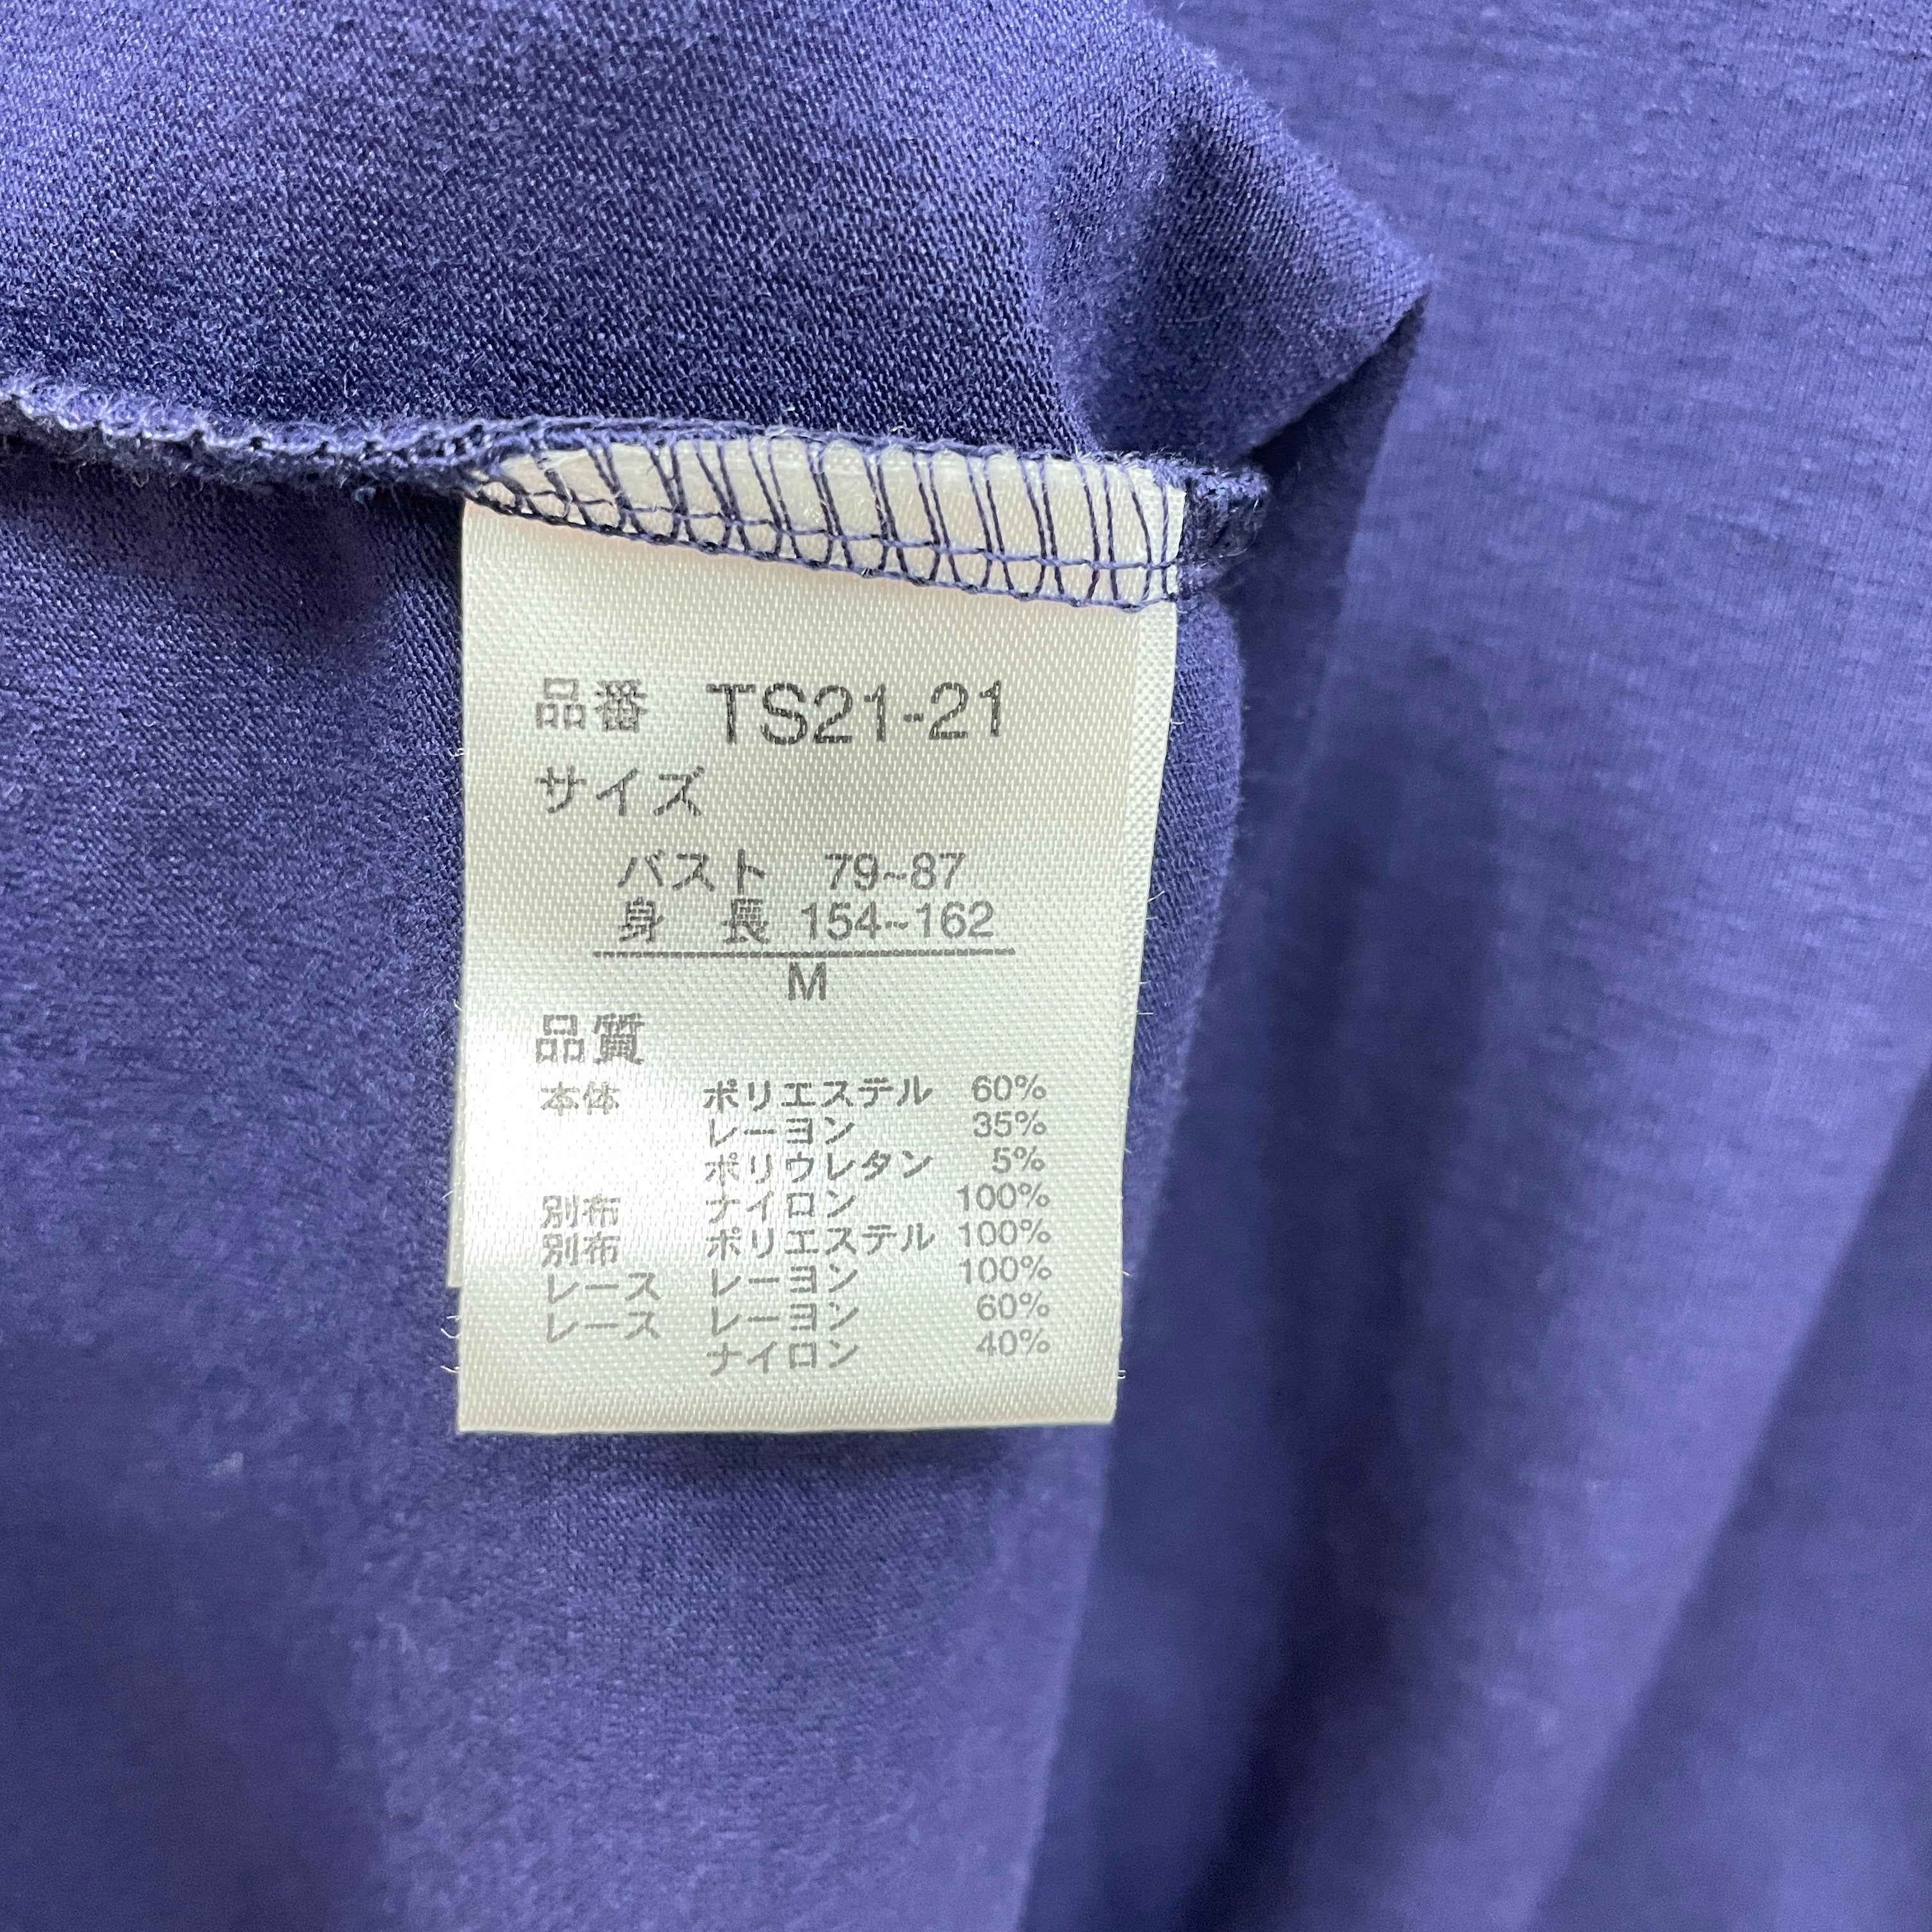 品番 TS21-21
サイズ
バスト 79~87
身 長 154~162
M
品質
本体 ポリエステル 60%
レーヨン 35%
ポリウレタン 5%
別布 ナイロン 100%
別布 ポリエステル 100%
レース レーヨン 100%
レース レーヨン 60%
ナイロン 40%